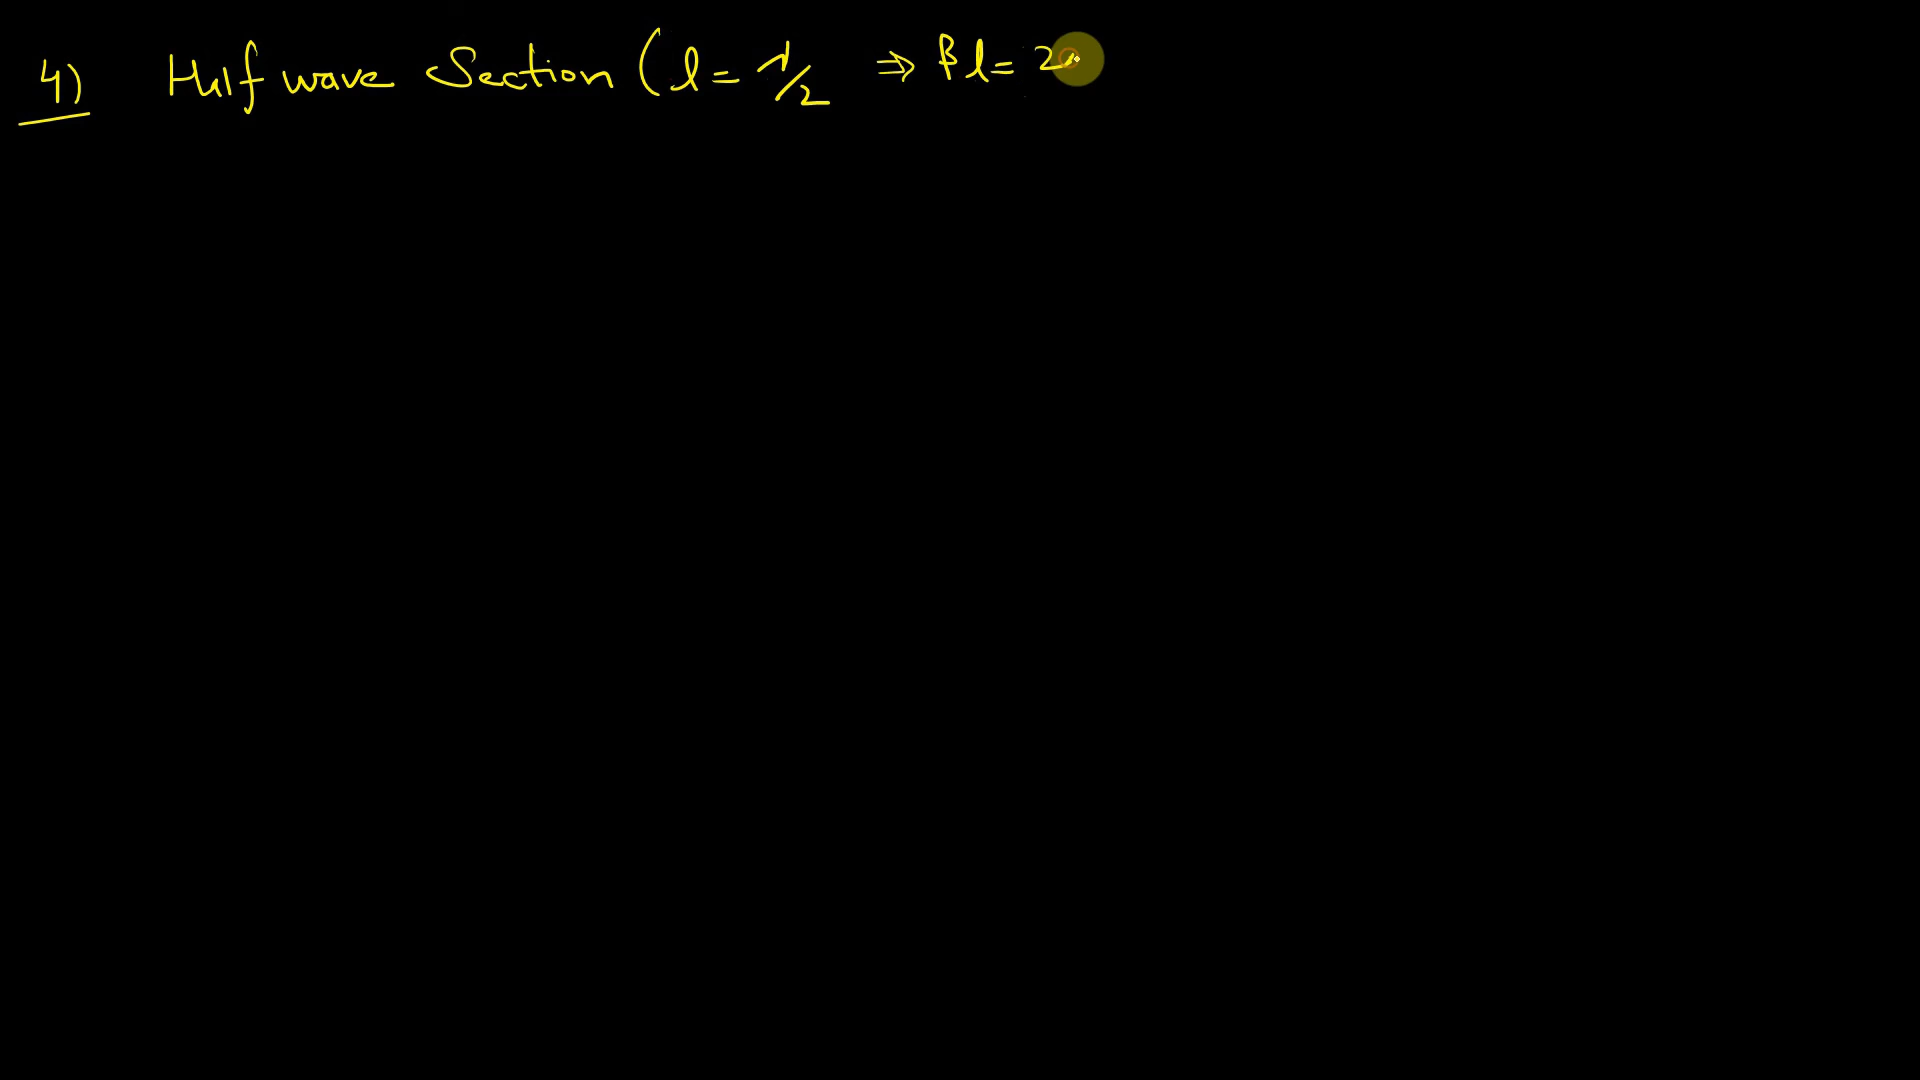 4) Half wave Section (l = λ/2 ⇒ βl = 2